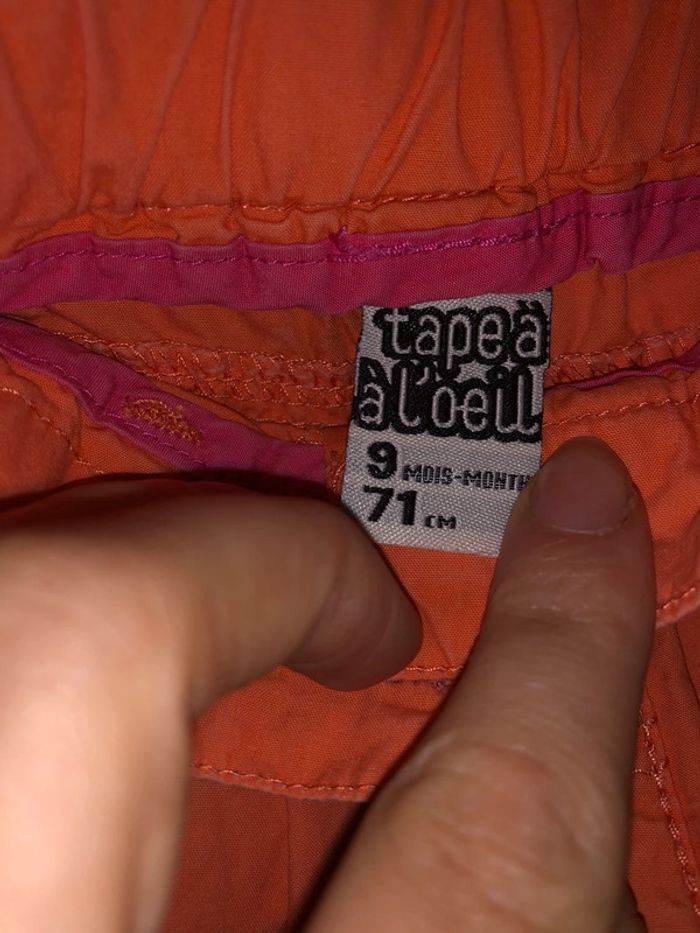 tape à
à l'oeil
9 MOIS-MONTH
71 CM